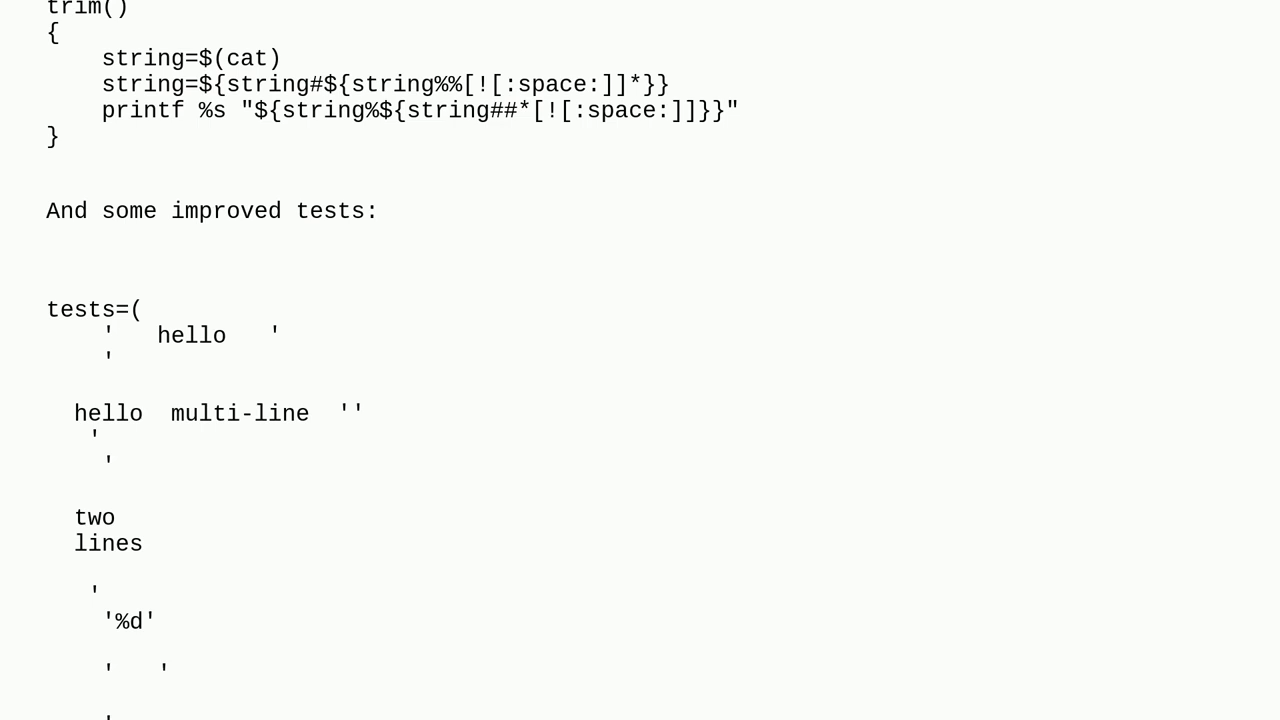 trim()
{
    string=$(cat)
    string=${string#${string%%[![:space:]]*}}
    printf %s "${string%${string##*[![:space:]]}}"
}

And some improved tests:

tests=(
    '   hello   '
    '

  hello  multi-line  ''
   '
    '

  two
  lines

   '
    '%d'

    '   '

    '